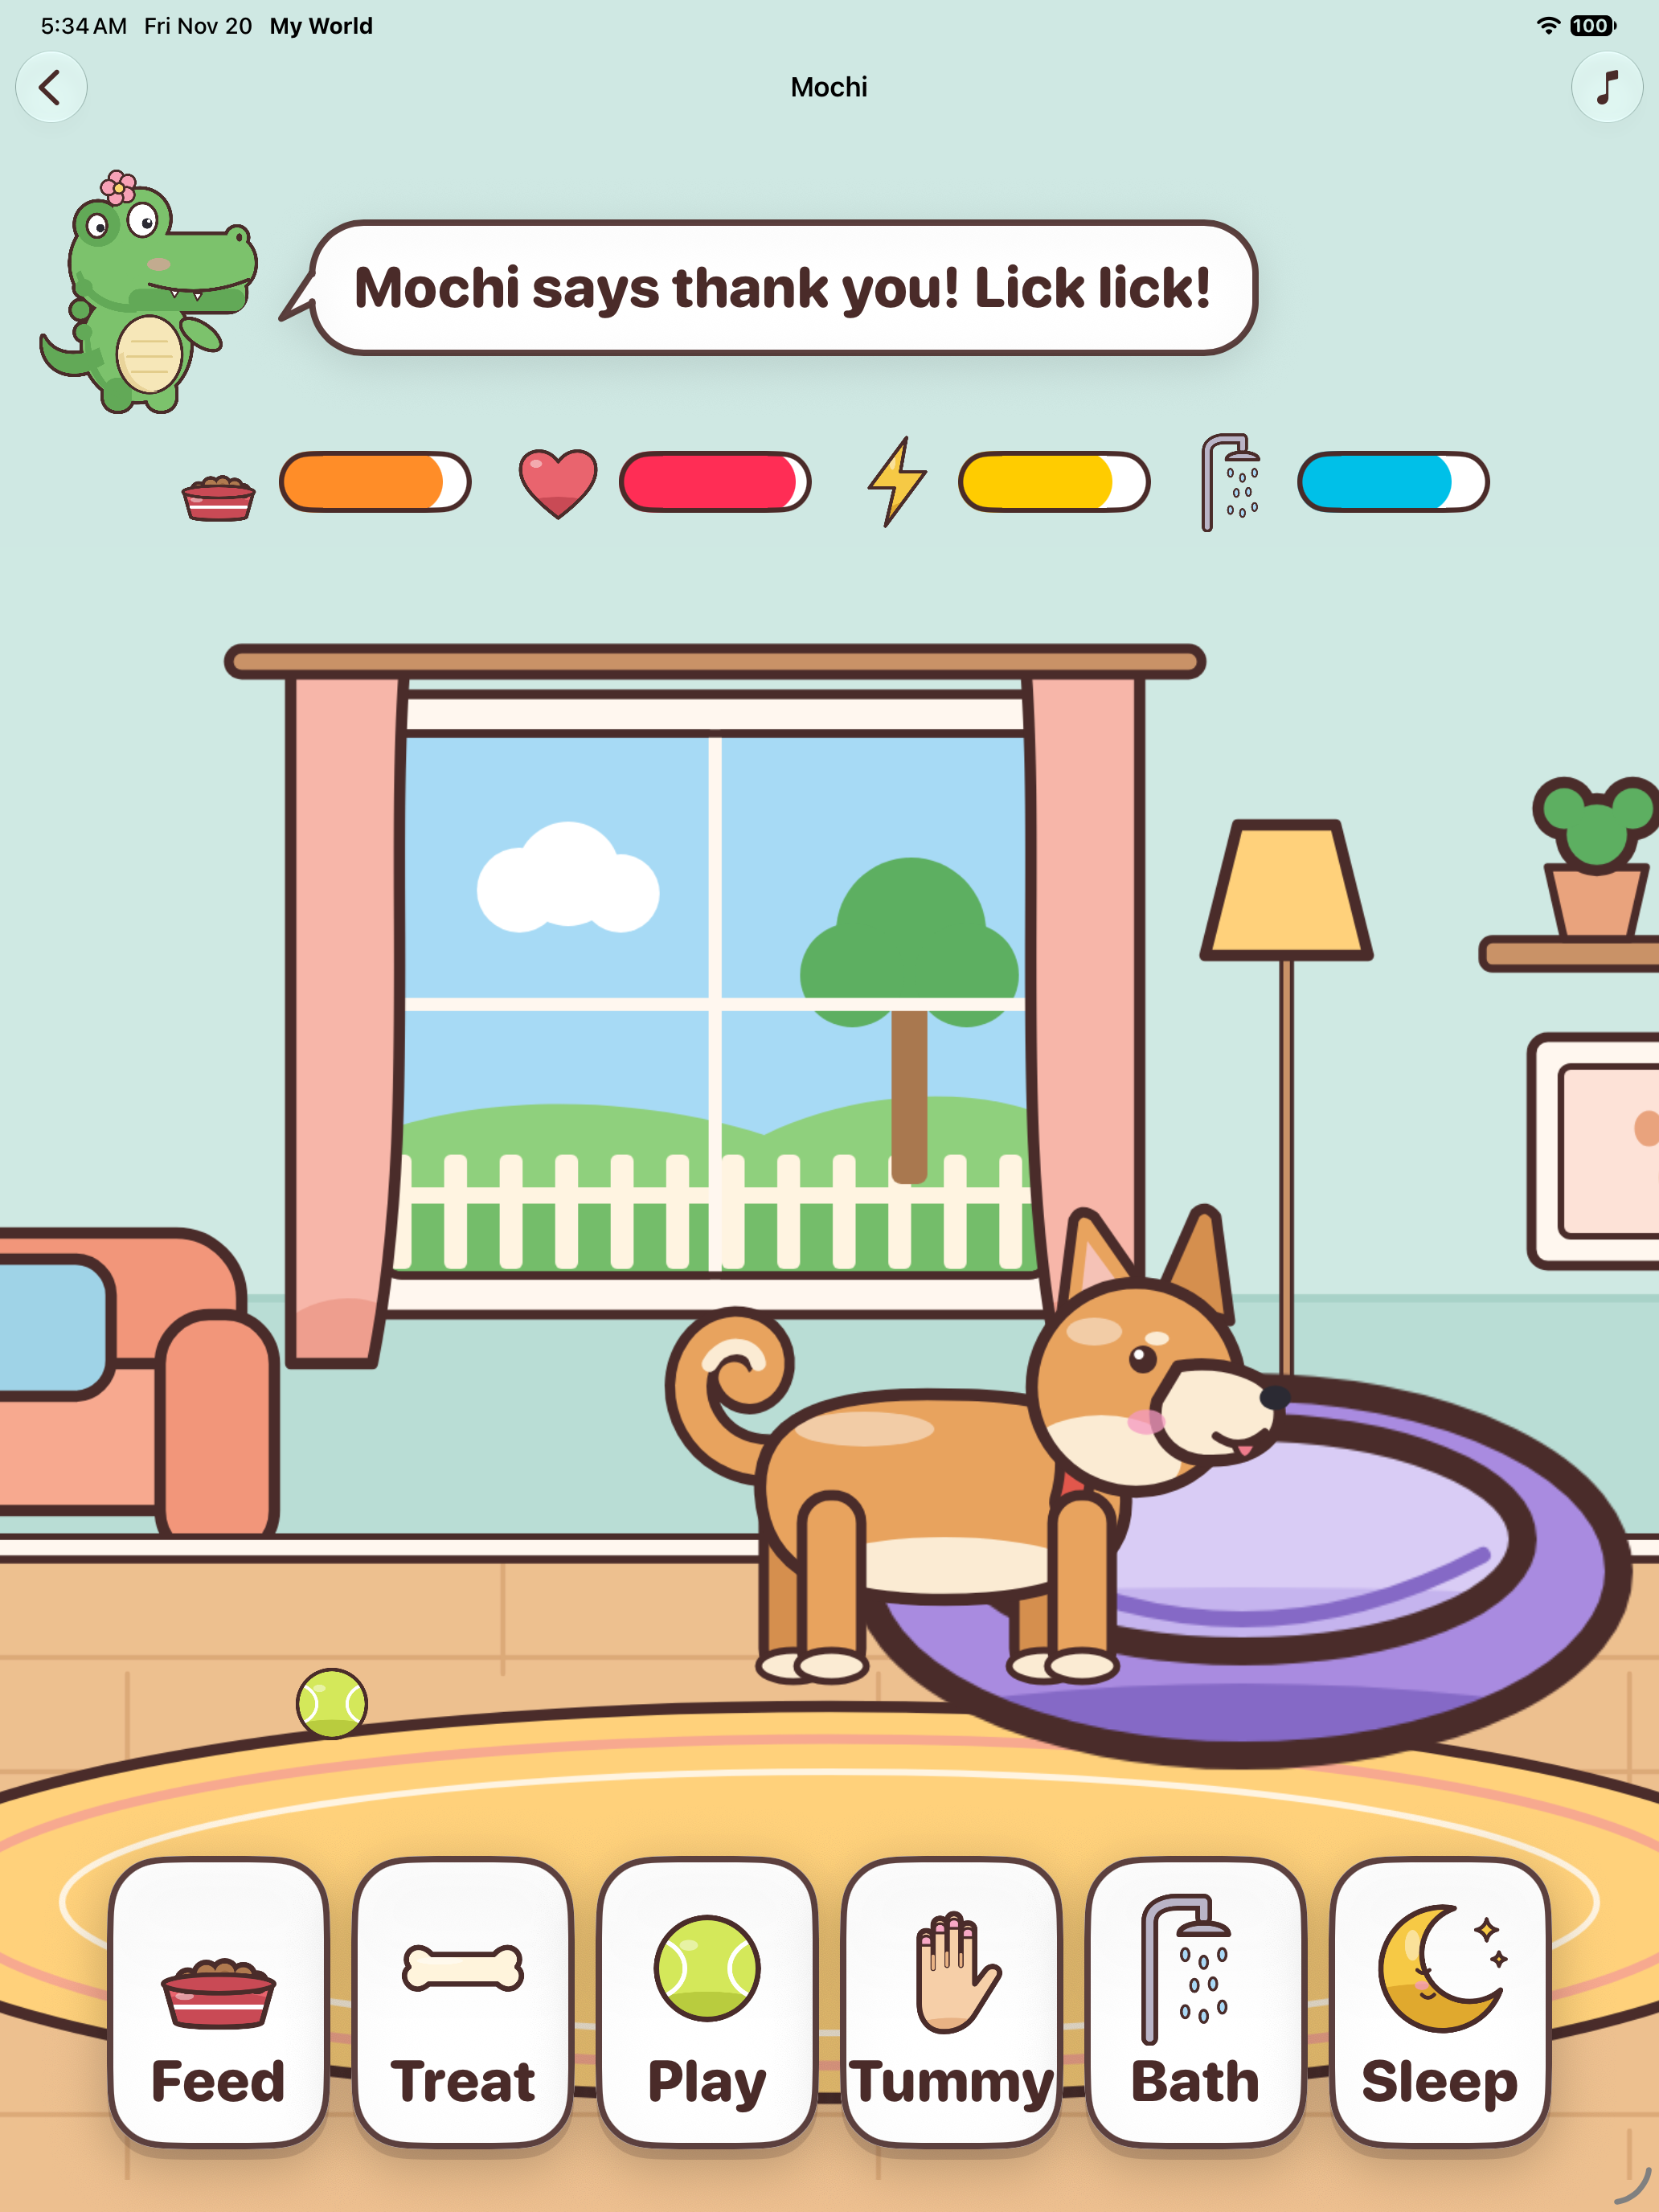 5:34 AM Fri Nov 20 My World
100
Mochi
Mochi says thank you! Lick lick!
Feed
Treat
Play
Tummy
Bath
Sleep